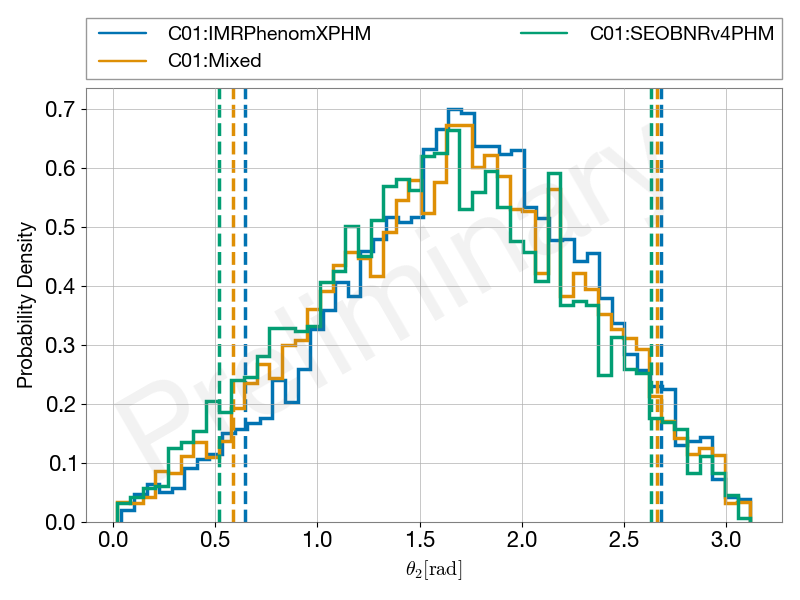 C01:IMRPhenomXPHM
C01:Mixed
C01:SEOBNRv4PHM
Preliminary
Probability Density
0.7
0.6
0.5
0.4
0.3
0.2
0.1
0.0
0.0 0.5 1.0 1.5 2.0 2.5 3.0
θ₂[rad]